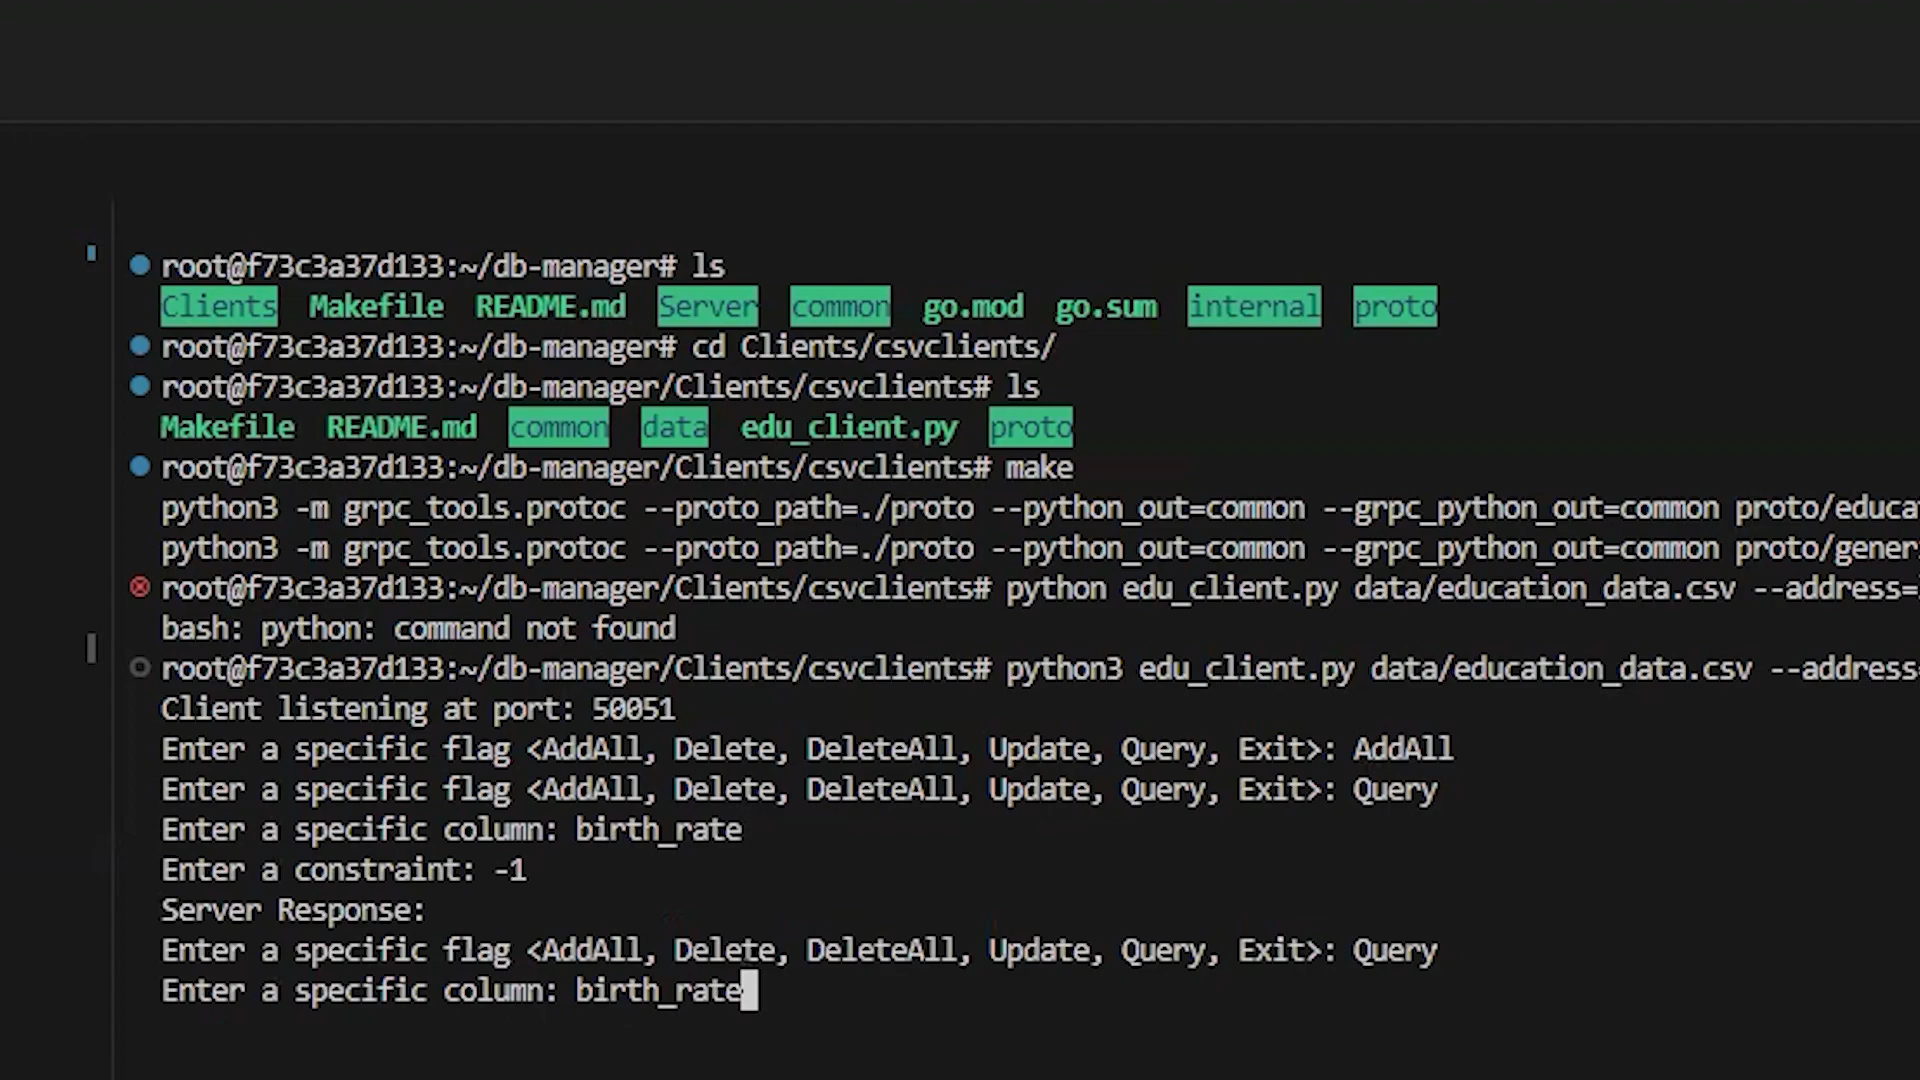 root@f73c3a37d133:~/db-manager# ls
Clients Makefile README.md Server common go.mod go.sum internal proto
root@f73c3a37d133:~/db-manager# cd Clients/csvclients/
root@f73c3a37d133:~/db-manager/Clients/csvclients# ls
Makefile README.md common data edu_client.py proto
root@f73c3a37d133:~/db-manager/Clients/csvclients# make
python3 -m grpc_tools.protoc --proto_path=./proto --python_out=common --grpc_python_out=common proto/educa
python3 -m grpc_tools.protoc --proto_path=./proto --python_out=common --grpc_python_out=common proto/gener
root@f73c3a37d133:~/db-manager/Clients/csvclients# python edu_client.py data/education_data.csv --address=
bash: python: command not found
root@f73c3a37d133:~/db-manager/Clients/csvclients# python3 edu_client.py data/education_data.csv --address=
Client listening at port: 50051
Enter a specific flag <AddAll, Delete, DeleteAll, Update, Query, Exit>: AddAll
Enter a specific flag <AddAll, Delete, DeleteAll, Update, Query, Exit>: Query
Enter a specific column: birth_rate
Enter a constraint: -1
Server Response:
Enter a specific flag <AddAll, Delete, DeleteAll, Update, Query, Exit>: Query
Enter a specific column: birth_rate